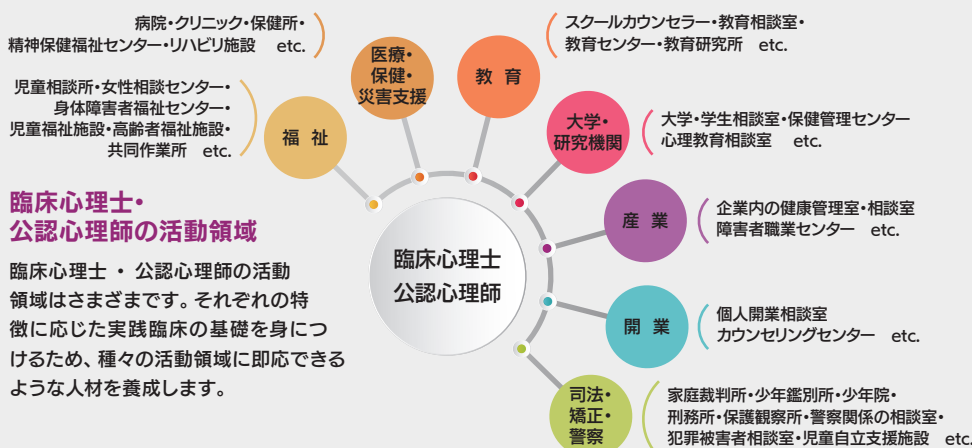 病院・クリニック・保健所・
精神保健福祉センター・リハビリ施設 etc.
医療・
保健・
災害支援
教 育
スクールカウンセラー・教育相談室・
教育センター・教育研究所 etc.
児童相談所・女性相談センター・
身体障害者福祉センター・
児童福祉施設・高齢者福祉施設・
共同作業所 etc.
福 祉
大学・
研究機関
大学・学生相談室・保健管理センター
心理教育相談室 etc.
臨床心理士・
公認心理師の活動領域
臨床心理士 ・ 公認心理師の活動
領域はさまざまです。それぞれの特
徴に応じた実践臨床の基礎を身につ
けるため、種々の活動領域に即応できる
ような人材を養成します。
臨床心理士
公認心理師
産 業
企業内の健康管理室・相談室
障害者職業センター etc.
開 業
個人開業相談室
カウンセリングセンター etc.
司法・
矯正・
警察
家庭裁判所・少年鑑別所・少年院・
刑務所・保護観察所・警察関係の相談室・
犯罪被害者相談室・児童自立支援施設 etc.